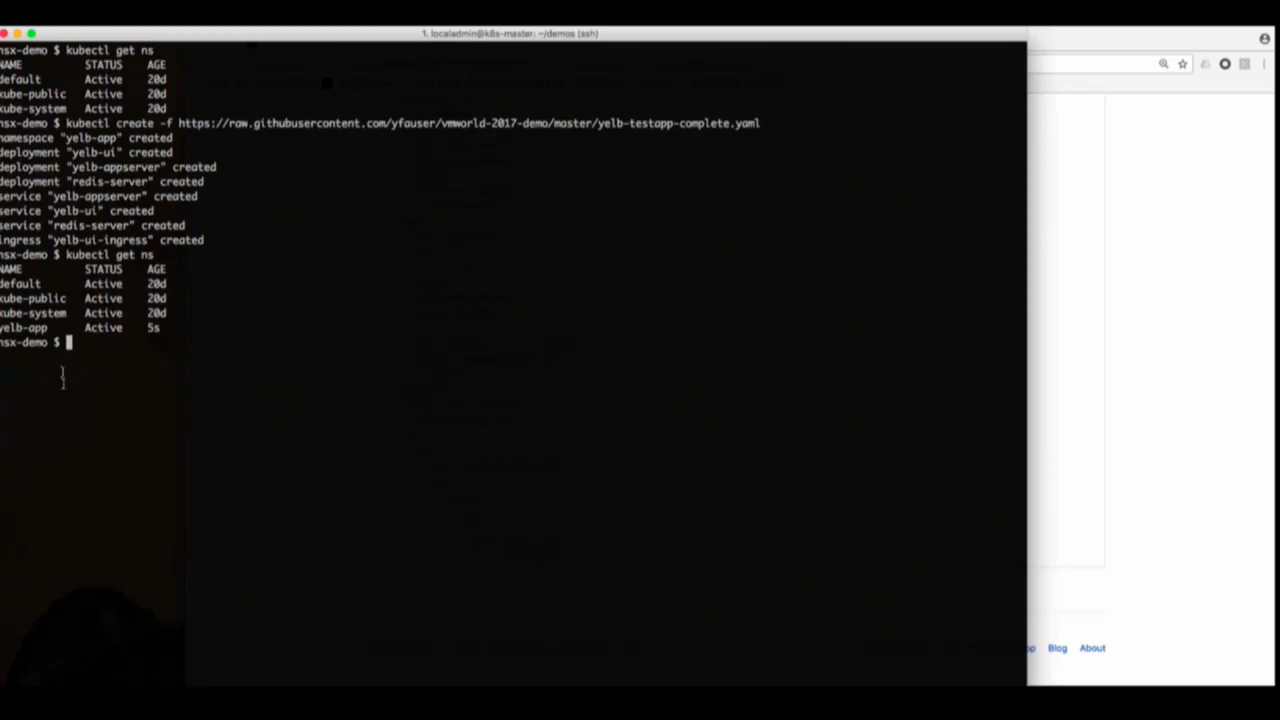 1. localadmin@k8s-master: ~/demos (ssh)
nsx-demo $ kubectl get ns
NAME STATUS AGE
default Active 20d
kube-public Active 20d
kube-system Active 20d
nsx-demo $ kubectl create -f https://raw.githubusercontent.com/yfauser/vmworld-2017-demo/master/yelb-testapp-complete.yaml
namespace "yelb-app" created
deployment "yelb-ui" created
deployment "yelb-appserver" created
deployment "redis-server" created
service "yelb-appserver" created
service "yelb-ui" created
service "redis-server" created
ingress "yelb-ui-ingress" created
nsx-demo $ kubectl get ns
NAME STATUS AGE
default Active 20d
kube-public Active 20d
kube-system Active 20d
yelb-app Active 5s
nsx-demo $
Blog About